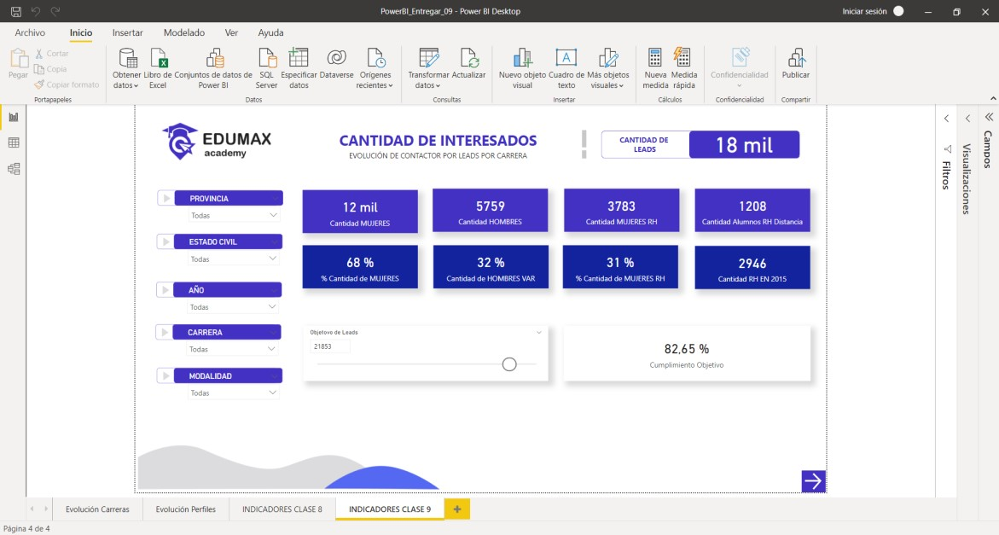 PowerBI_Entregar_09 - Power BI Desktop
Iniciar sesión
Archivo Inicio Insertar Modelado Ver Ayuda
Pegar
Cortar
Copia
Copiar formato
Portapapeles
Obtener datos
Libro de Excel
Conjuntos de datos de Power BI
SQL Server
Especificar datos
Dataverse
Orígenes recientes
Datos
Transformar datos
Actualizar
Consultas
Nuevo objeto visual
Cuadro de texto
Más objetos visuales
Insertar
Nueva medida
Medida rápida
Cálculos
Confidencialidad
Confidencialidad
Publicar
Compartir
EDUMAX
academy
CANTIDAD DE INTERESADOS
EVOLUCIÓN DE CONTACTOR POR LEADS POR CARRERA
CANTIDAD DE
LEADS
18 mil
PROVINCIA
Todas
ESTADO CIVIL
Todas
AÑO
Todas
CARRERA
Todas
MODALIDAD
Todas
12 mil
Cantidad MUJERES
5759
Cantidad HOMBRES
3783
Cantidad MUJERES RH
1208
Cantidad Alumnos RH Distancia
68 %
% Cantidad de MUJERES
32 %
Cantidad de HOMBRES VAR
31 %
% Cantidad de MUJERES RH
2946
Cantidad RH EN 2015
Objetovo de Leads
21853
82,65 %
Cumplimiento Objetivo
Filtros
Visualizaciones
Campos
Evolución Carreras
Evolución Perfiles
INDICADORES CLASE 8
INDICADORES CLASE 9
Página 4 de 4